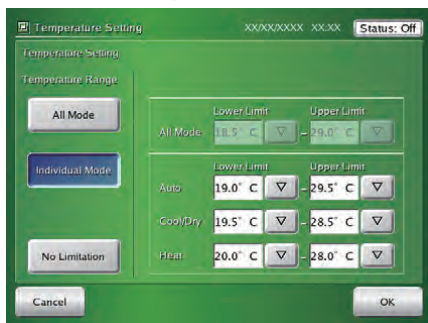 Temperature Setting XX/XX/XXXX XX:XX Status: Off
Temperature Setting
Temperature Range
All Mode
Individual Mode
No Limitation
Lower Limit Upper Limit
All Mode 18.5° C ▽ - 29.0° C ▽
Lower Limit Upper Limit
Auto 19.0° C ▽ - 29.5° C ▽
Cool/Dry 19.5° C ▽ - 28.5° C ▽
Heat 20.0° C ▽ - 28.0° C ▽
Cancel OK